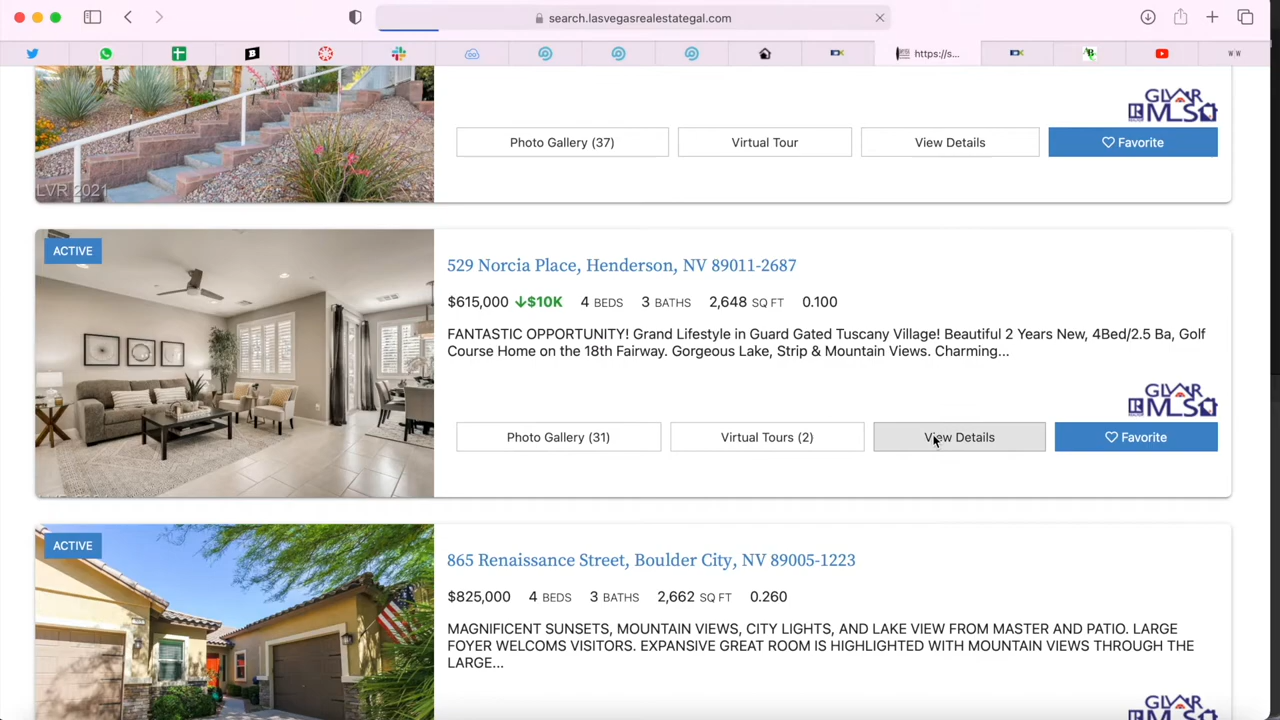 search.lasvegasrealestategal.com
https://s...
W W
LVR 2021
GLVAR
MLS
Photo Gallery (37)
Virtual Tour
View Details
Favorite
ACTIVE
529 Norcia Place, Henderson, NV 89011-2687
$615,000 ↓$10K 4 BEDS 3 BATHS 2,648 SQ FT 0.100
FANTASTIC OPPORTUNITY! Grand Lifestyle in Guard Gated Tuscany Village! Beautiful 2 Years New, 4Bed/2.5 Ba, Golf
Course Home on the 18th Fairway. Gorgeous Lake, Strip & Mountain Views. Charming...
GLVAR
MLS
Photo Gallery (31)
Virtual Tours (2)
View Details
Favorite
ACTIVE
865 Renaissance Street, Boulder City, NV 89005-1223
$825,000 4 BEDS 3 BATHS 2,662 SQ FT 0.260
MAGNIFICENT SUNSETS, MOUNTAIN VIEWS, CITY LIGHTS, AND LAKE VIEW FROM MASTER AND PATIO. LARGE
FOYER WELCOMS VISITORS. EXPANSIVE GREAT ROOM IS HIGHLIGHTED WITH MOUNTAIN VIEWS THROUGH THE
LARGE...